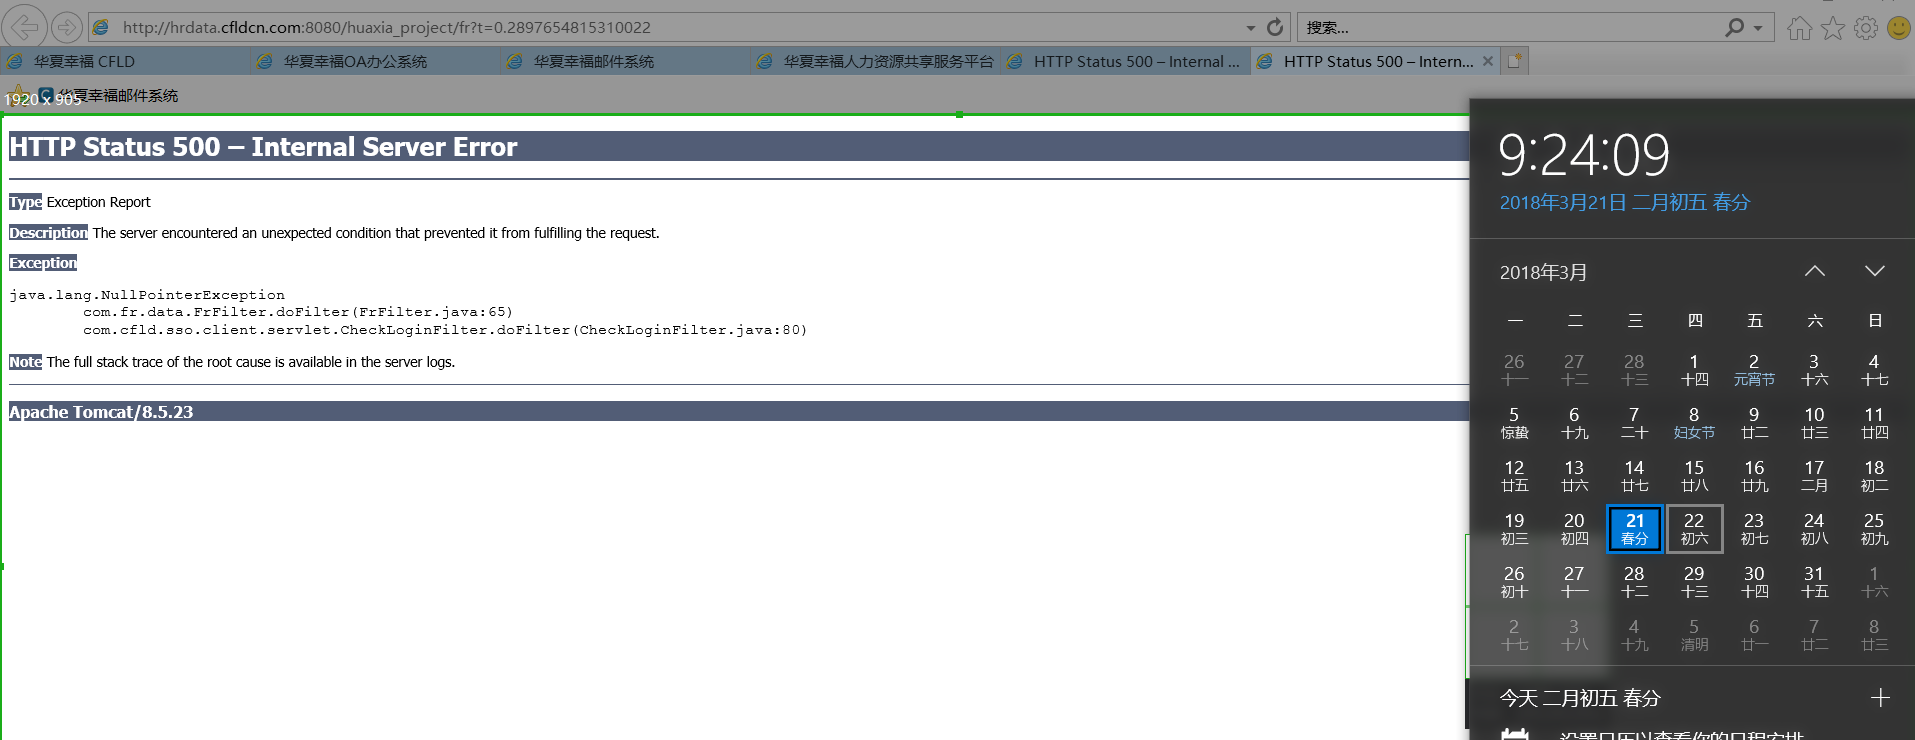 http://hrdata.cfldcn.com:8080/huaxia_project/fr?t=0.2897654815310022
搜索...
华夏幸福 CFLD
华夏幸福OA办公系统
华夏幸福邮件系统
华夏幸福人力资源共享服务平台
HTTP Status 500 – Internal ...
HTTP Status 500 – Intern...
1920 x 905
华夏幸福邮件系统
HTTP Status 500 – Internal Server Error
Type Exception Report
Description The server encountered an unexpected condition that prevented it from fulfilling the request.
Exception
java.lang.NullPointerException
com.fr.data.FrFilter.doFilter(FrFilter.java:65)
com.cfld.sso.client.servlet.CheckLoginFilter.doFilter(CheckLoginFilter.java:80)
Note The full stack trace of the root cause is available in the server logs.
Apache Tomcat/8.5.23
9:24:09
2018年3月21日 二月初五 春分
2018年3月
一 二 三 四 五 六 日
26 27 28 1 2 3 4
十一 十二 十三 十四 元宵节 十六 十七
5 6 7 8 9 10 11
惊蛰 十九 二十 妇女节 廿二 廿三 廿四
12 13 14 15 16 17 18
廿五 廿六 廿七 廿八 廿九 二月 初二
19 20 21 22 23 24 25
初三 初四 春分 初六 初七 初八 初九
26 27 28 29 30 31 1
初十 十一 十二 十三 十四 十五 十六
2 3 4 5 6 7 8
十七 十八 十九 清明 廿一 廿二 廿三
今天 二月初五 春分
设置日历以查看你的日程安排